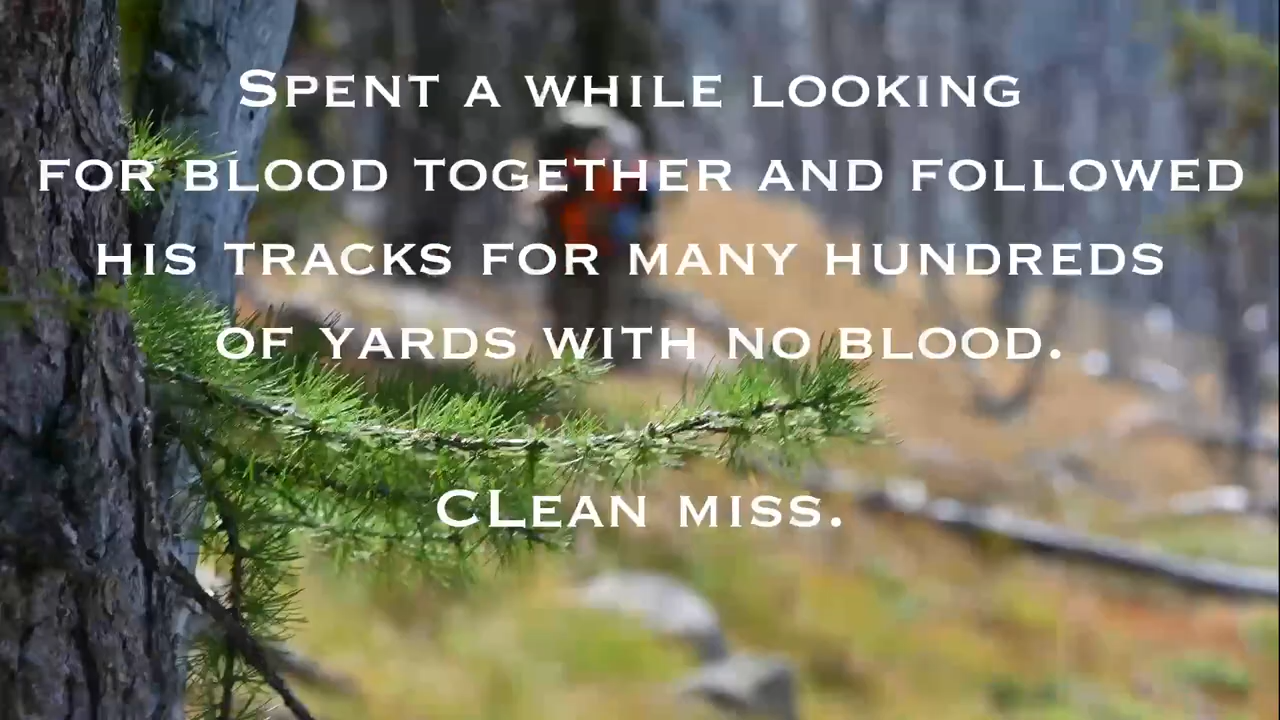 Spent a while looking
for blood together and followed
his tracks for many hundreds
of yards with no blood.
CLean miss.